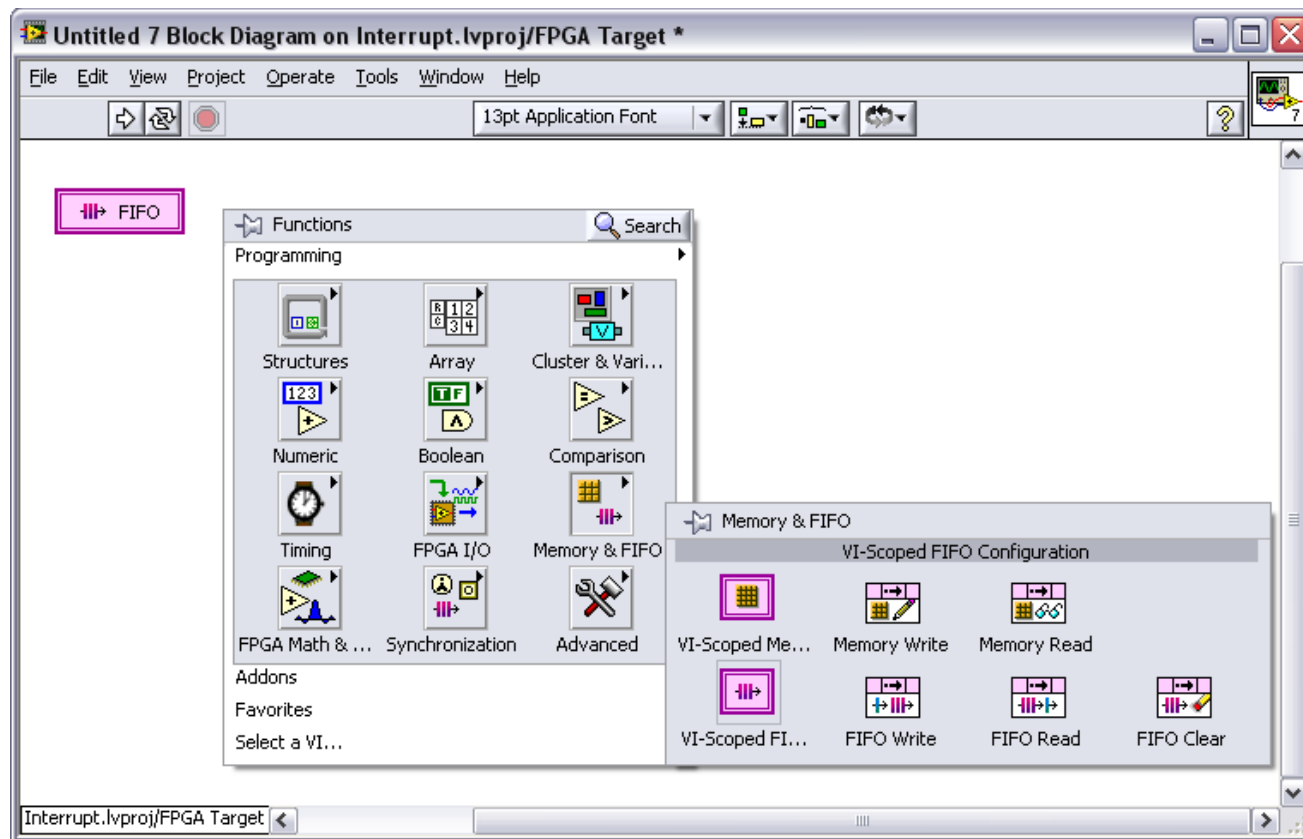 Untitled 7 Block Diagram on Interrupt.lvproj/FPGA Target *
File Edit View Project Operate Tools Window Help
13pt Application Font
7
FIFO
Functions Search
Programming
Structures Array Cluster & Vari...
Numeric Boolean Comparison
Timing FPGA I/O Memory & FIFO
FPGA Math & ... Synchronization Advanced
Addons
Favorites
Select a VI...
Memory & FIFO
VI-Scoped FIFO Configuration
VI-Scoped Me... Memory Write Memory Read
VI-Scoped FI... FIFO Write FIFO Read FIFO Clear
Interrupt.lvproj/FPGA Target